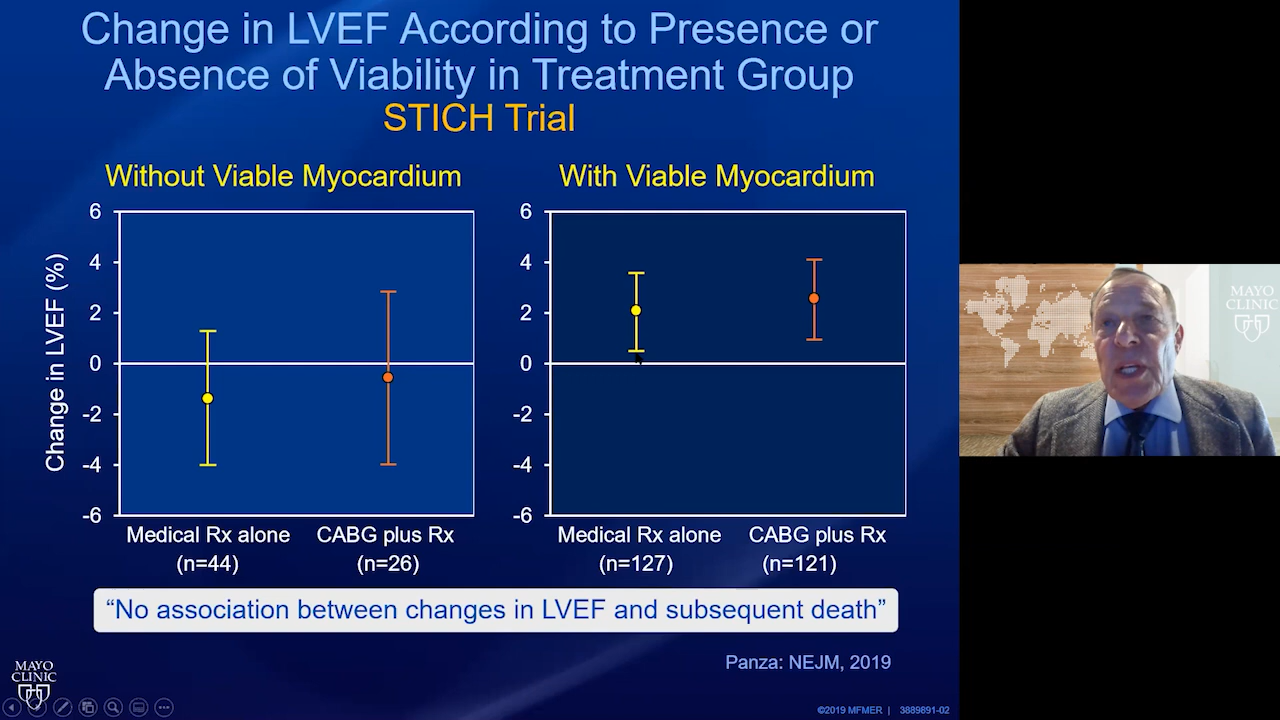 Change in LVEF According to Presence or
Absence of Viability in Treatment Group
STICH Trial
Without Viable Myocardium
With Viable Myocardium
Change in LVEF (%)
6
4
2
0
-2
-4
-6
6
4
2
0
-2
-4
-6
Medical Rx alone
(n=44)
CABG plus Rx
(n=26)
Medical Rx alone
(n=127)
CABG plus Rx
(n=121)
“No association between changes in LVEF and subsequent death”
Panza: NEJM, 2019
MAYO
CLINIC
©2019 MFMER | 3889891-02
MAYO
CLINIC